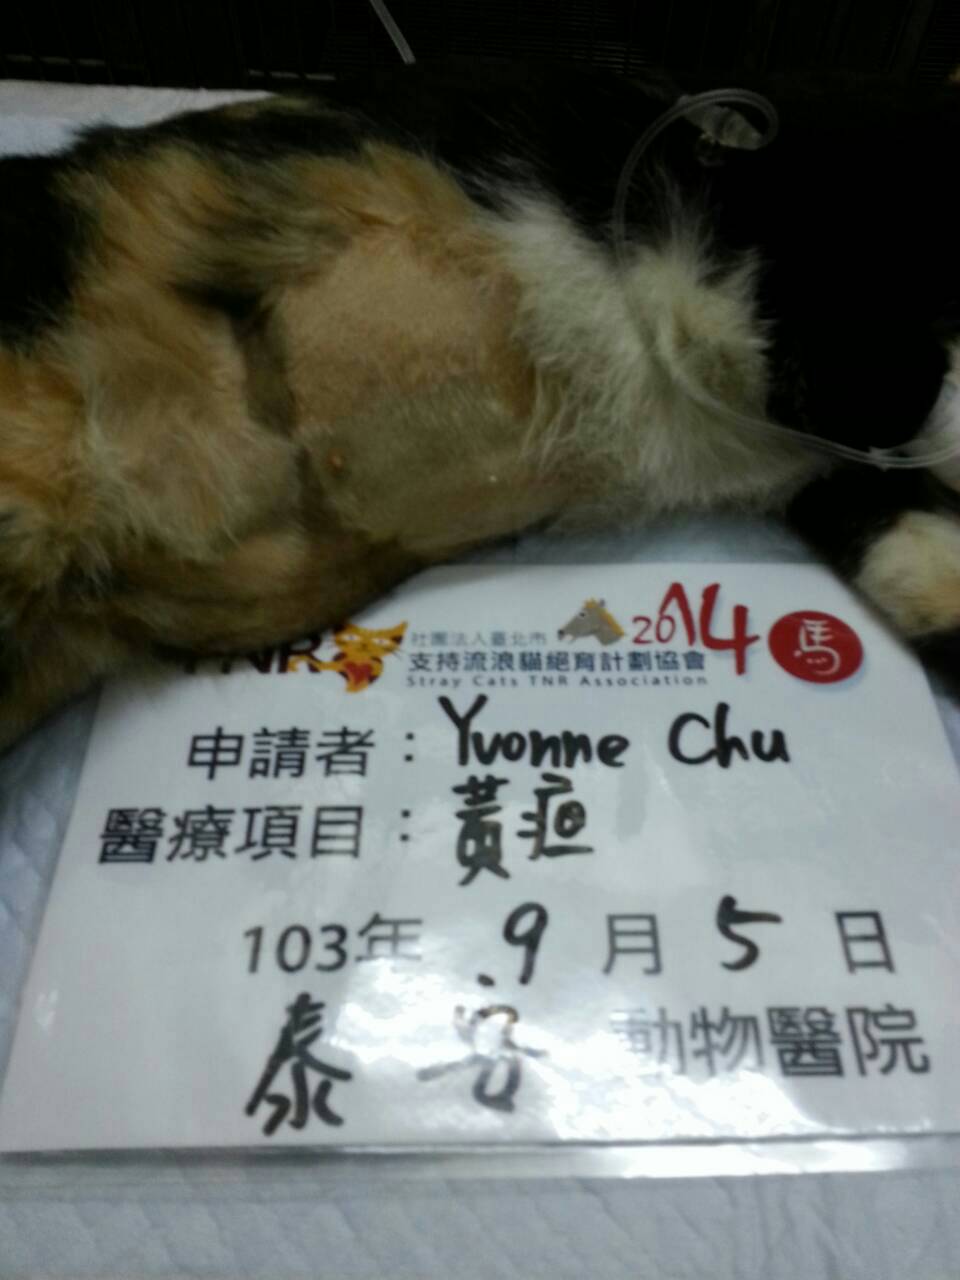 TNR 社團法人臺北市 2014 馬
支持流浪貓絕育計劃協會
Stray Cats TNR Association
申請者：Yvonne Chu
醫療項目：黃疸
103年 9 月 5 日
泰 動物醫院